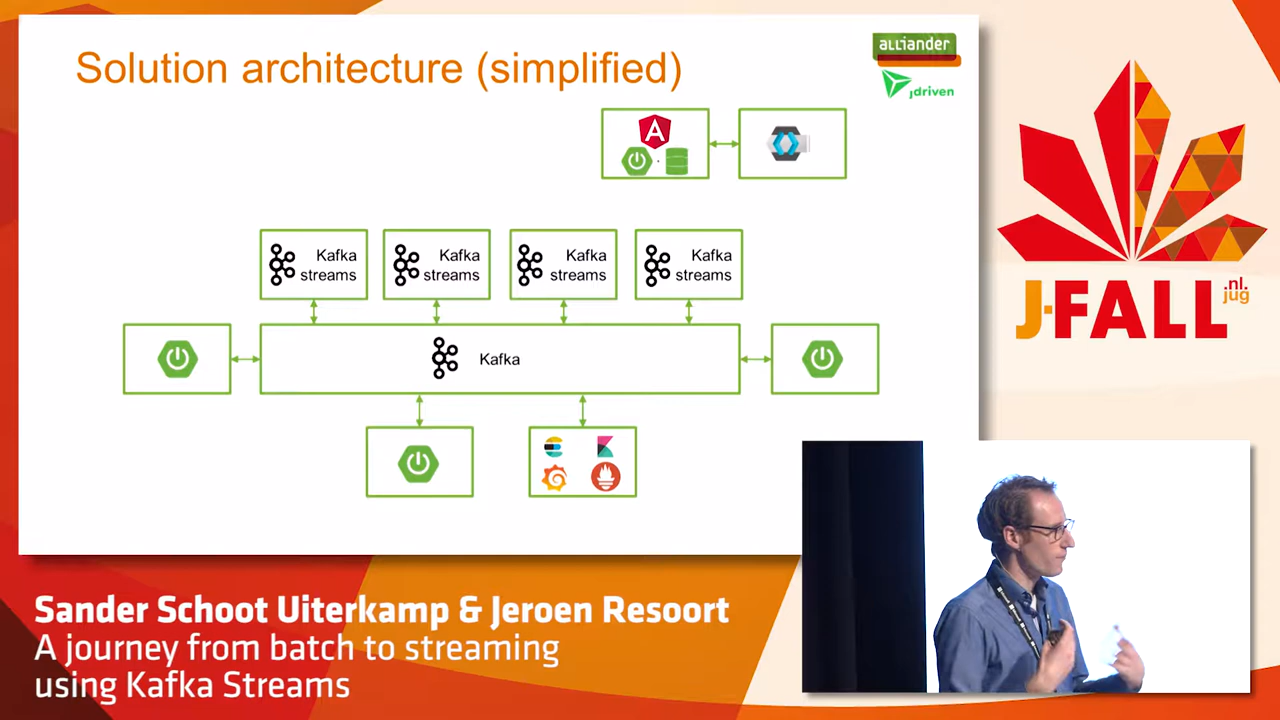 Solution architecture (simplified)
alliander
jdriven
Kafka
streams
Kafka
streams
Kafka
streams
Kafka
streams
Kafka
J-FALL
.nl.
jug
Sander Schoot Uiterkamp & Jeroen Resoort
A journey from batch to streaming
using Kafka Streams